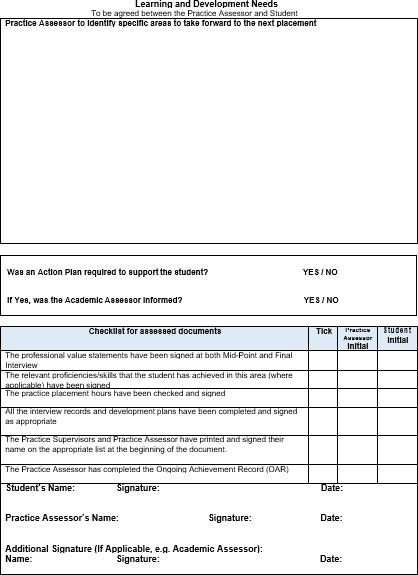 Learning and Development Needs
To be agreed between the Practice Assessor and Student
Practice Assessor to identify specific areas to take forward to the next placement
Was an Action Plan required to support the student? YES / NO
If Yes, was the Academic Assessor informed? YES / NO
Checklist for assessed documents Tick Practice Assessor Initial Student Initial
The professional value statements have been signed at both Mid-Point and Final
Interview
The relevant proficiencies/skills that the student has achieved in this area (where
applicable) have been signed
The practice placement hours have been checked and signed
All the interview records and development plans have been completed and signed
as appropriate
The Practice Supervisors and Practice Assessor have printed and signed their
name on the appropriate list at the beginning of the document.
The Practice Assessor has completed the Ongoing Achievement Record (OAR)
Student's Name: Signature: Date:
Practice Assessor's Name: Signature: Date:
Additional Signature (If Applicable, e.g. Academic Assessor):
Name: Signature: Date: